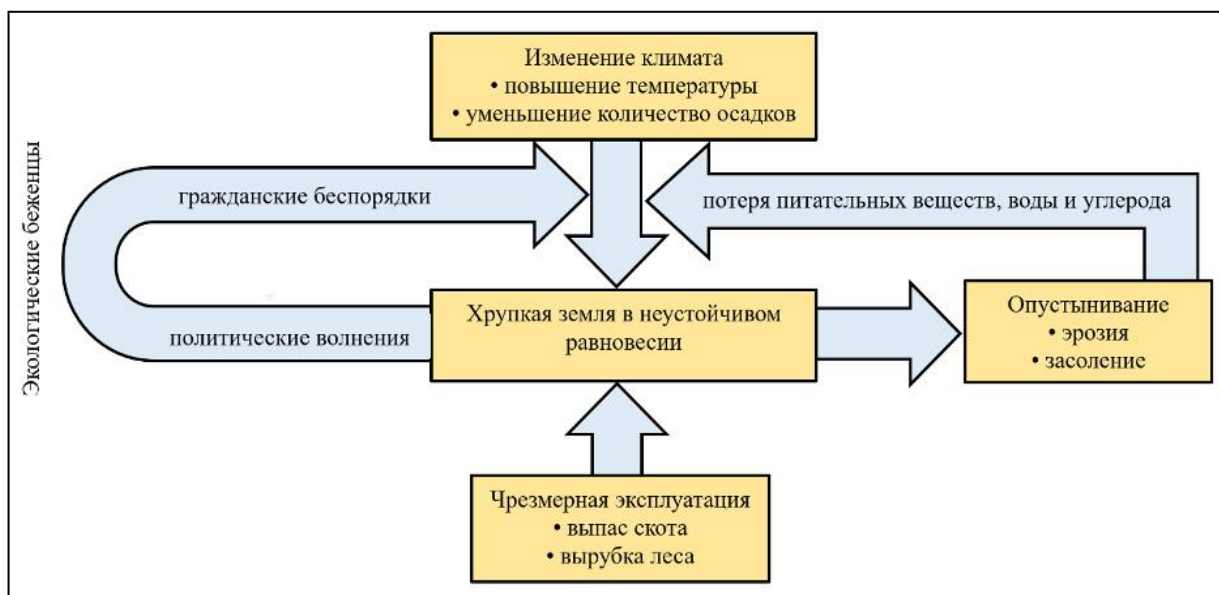 Изменение климата
• повышение температуры
• уменьшение количество осадков
Экологические беженцы
гражданские беспорядки
потеря питательных веществ, воды и углерода
политические волнения
Хрупкая земля в неустойчивом
равновесии
Опустынивание
• эрозия
• засоление
Чрезмерная эксплуатация
• выпас скота
• вырубка леса